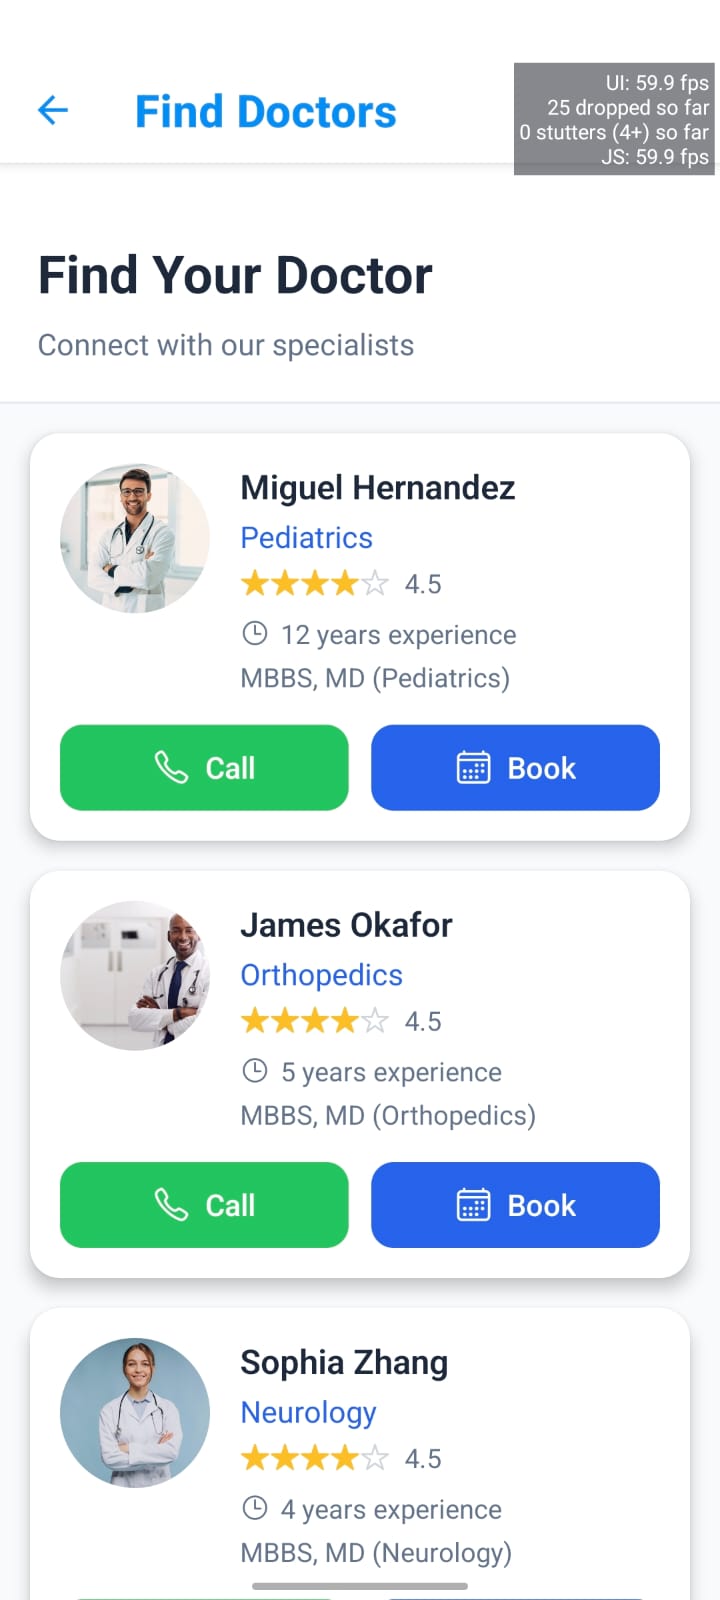 Find Doctors
UI: 59.9 fps
25 dropped so far
0 stutters (4+) so far
JS: 59.9 fps
Find Your Doctor
Connect with our specialists
Miguel Hernandez
Pediatrics
4.5
12 years experience
MBBS, MD (Pediatrics)
Call
Book
James Okafor
Orthopedics
4.5
5 years experience
MBBS, MD (Orthopedics)
Call
Book
Sophia Zhang
Neurology
4.5
4 years experience
MBBS, MD (Neurology)